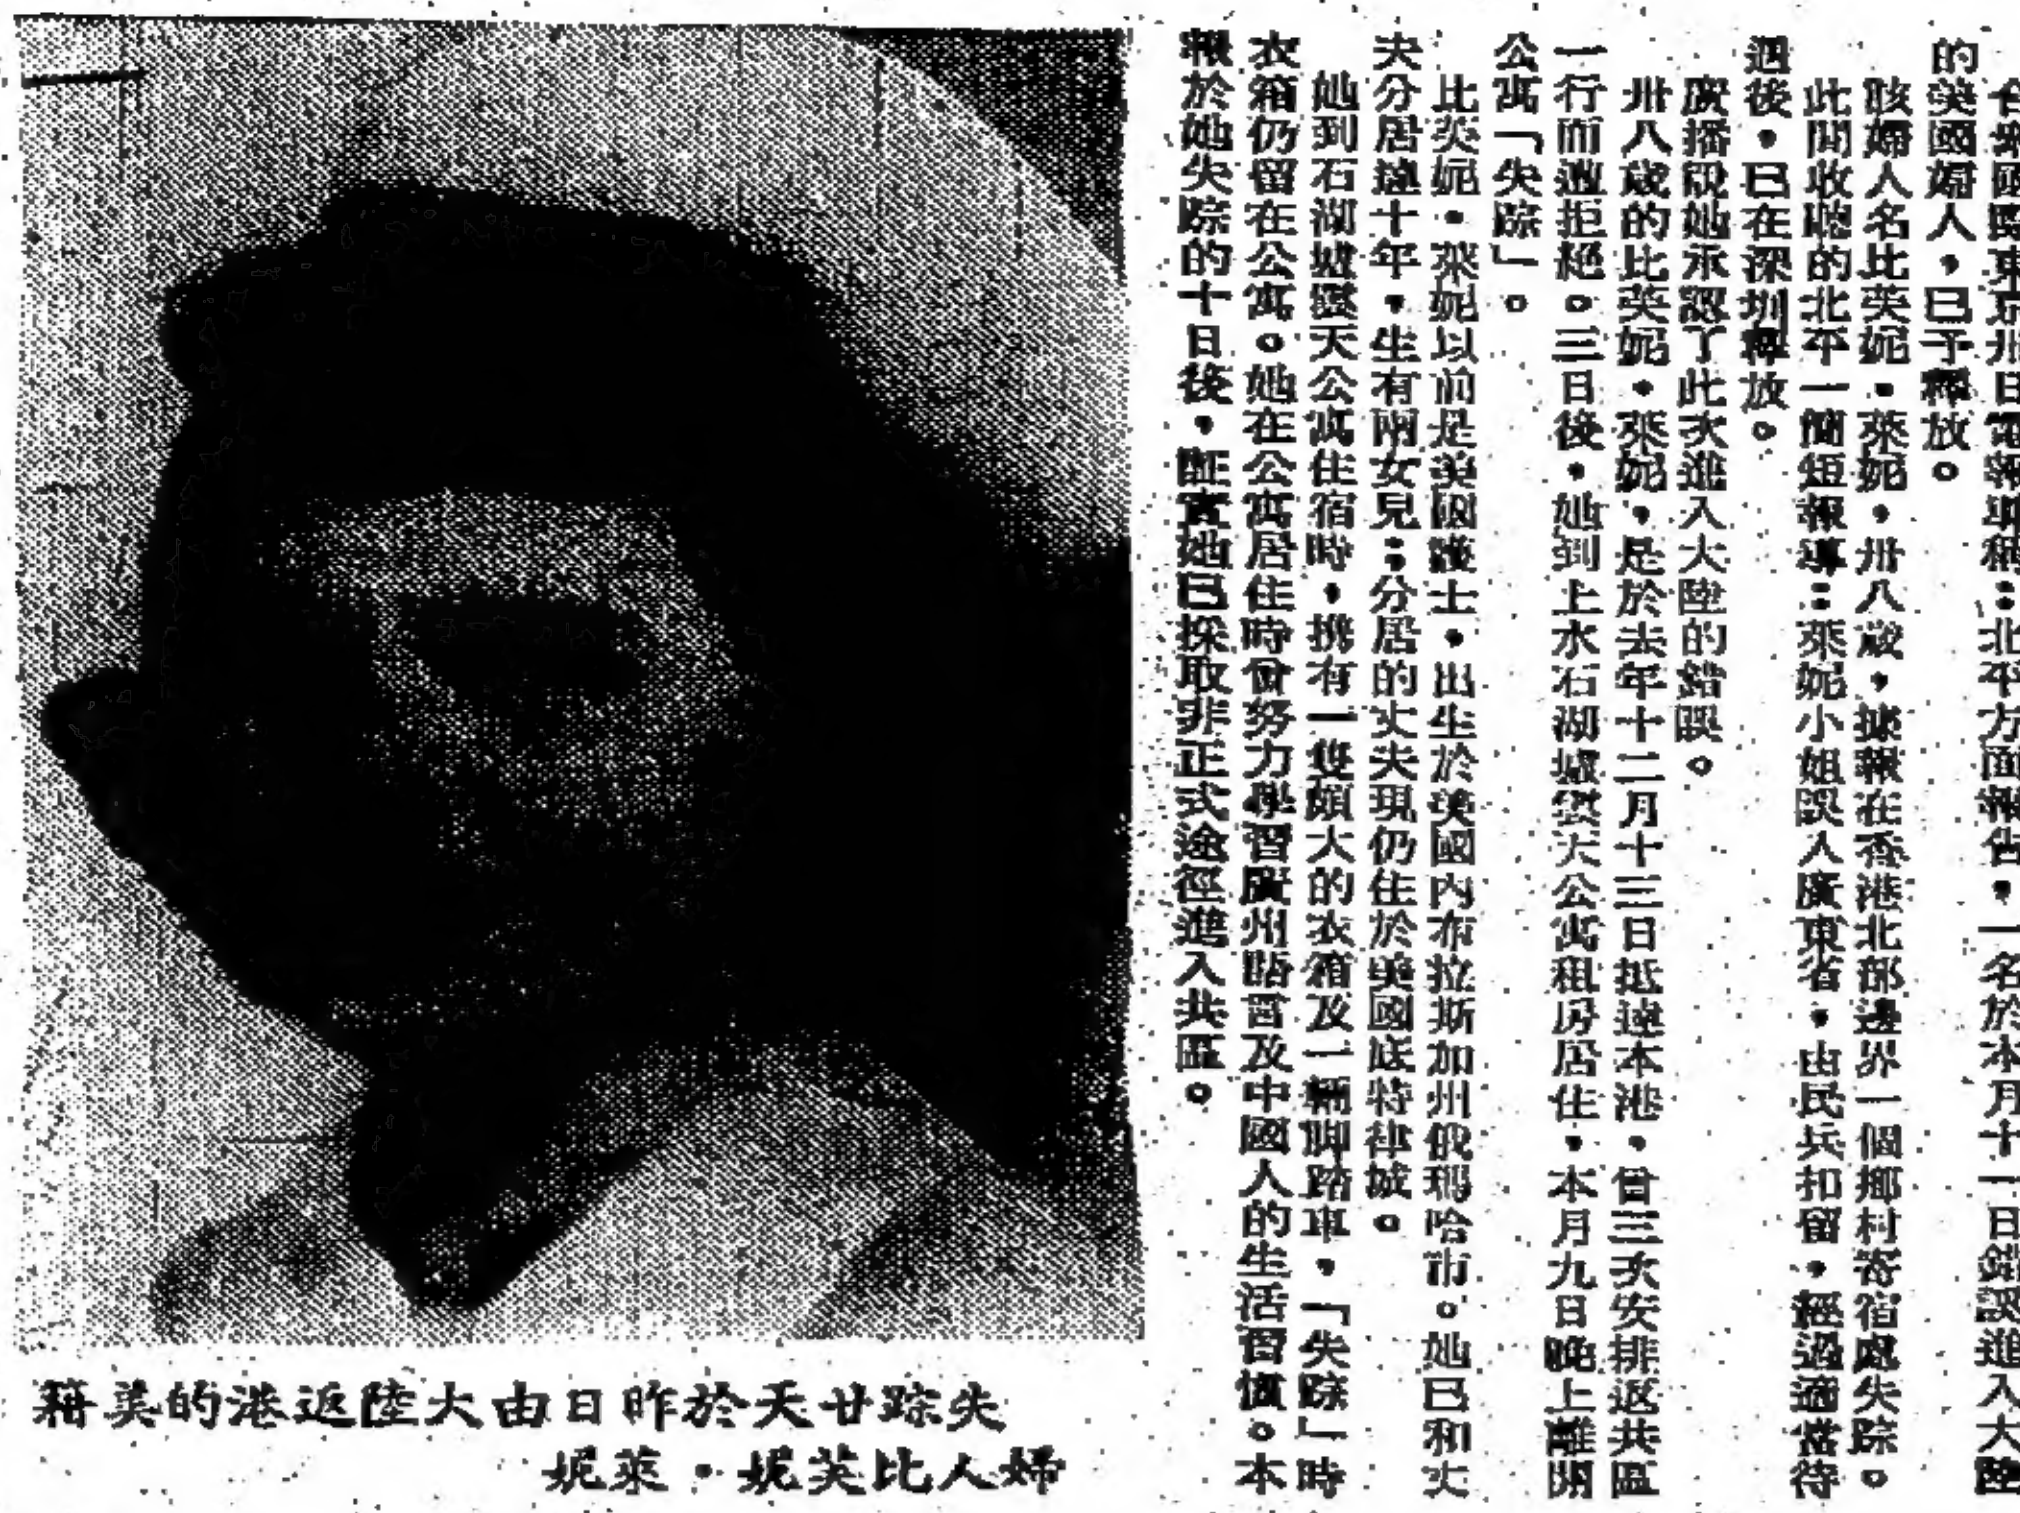 合衆國際東京卅日電報専稱：北平方面報告，一名於本月十一日錯誤進入大陸
的美國婦人，已予釋放。
該婦人名比英妮・萊妮，卅八歲，據報在香港北部邊界一個鄉村寄宿處失踪。
此間收聽的北平一簡短報導：萊妮小姐誤入廣東省，由民兵扣留，經過適當待
遇後，已在深圳釋放。
廣播說她承認了此次進入大陸的錯誤。
卅八歲的比英妮・萊妮，是於去年十二月十三日抵達本港，曾三次安排返共區
一行而遭拒絕。三日後，她到上水石湖墟雲天公寓租房居住，本月九日晚上離開
公寓「失踪」。
比英妮・萊妮以前是美國護士，出生於美國內布拉斯加州俄瑪哈市。她已和丈
夫分居達十年，生有兩女兒；分居的丈夫現仍住於美國底特律城。
她到石湖墟雲天公寓住宿時，携有一隻頗大的衣箱及一輛脚踏車，「失踪」時
衣箱仍留在公寓。她在公寓居住時曾努力學習廣州話言及中國人的生活習慣。本
報於她失踪的十日後，証實她已採取非正式途徑進入共區。
失踪廿天於昨日由大陸返港的美籍
婦人比英妮・萊妮